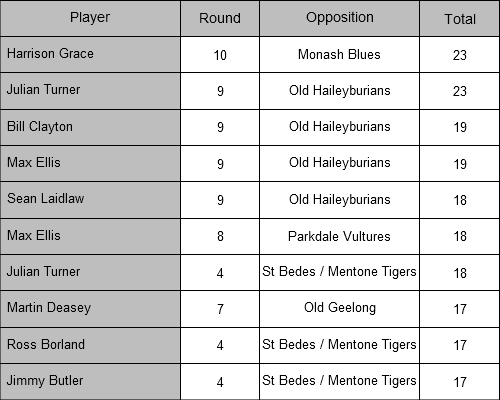 Player Round Opposition Total
Harrison Grace 10 Monash Blues 23
Julian Turner 9 Old Haileyburians 23
Bill Clayton 9 Old Haileyburians 19
Max Ellis 9 Old Haileyburians 19
Sean Laidlaw 9 Old Haileyburians 18
Max Ellis 8 Parkdale Vultures 18
Julian Turner 4 St Bedes / Mentone Tigers 18
Martin Deasey 7 Old Geelong 17
Ross Borland 4 St Bedes / Mentone Tigers 17
Jimmy Butler 4 St Bedes / Mentone Tigers 17